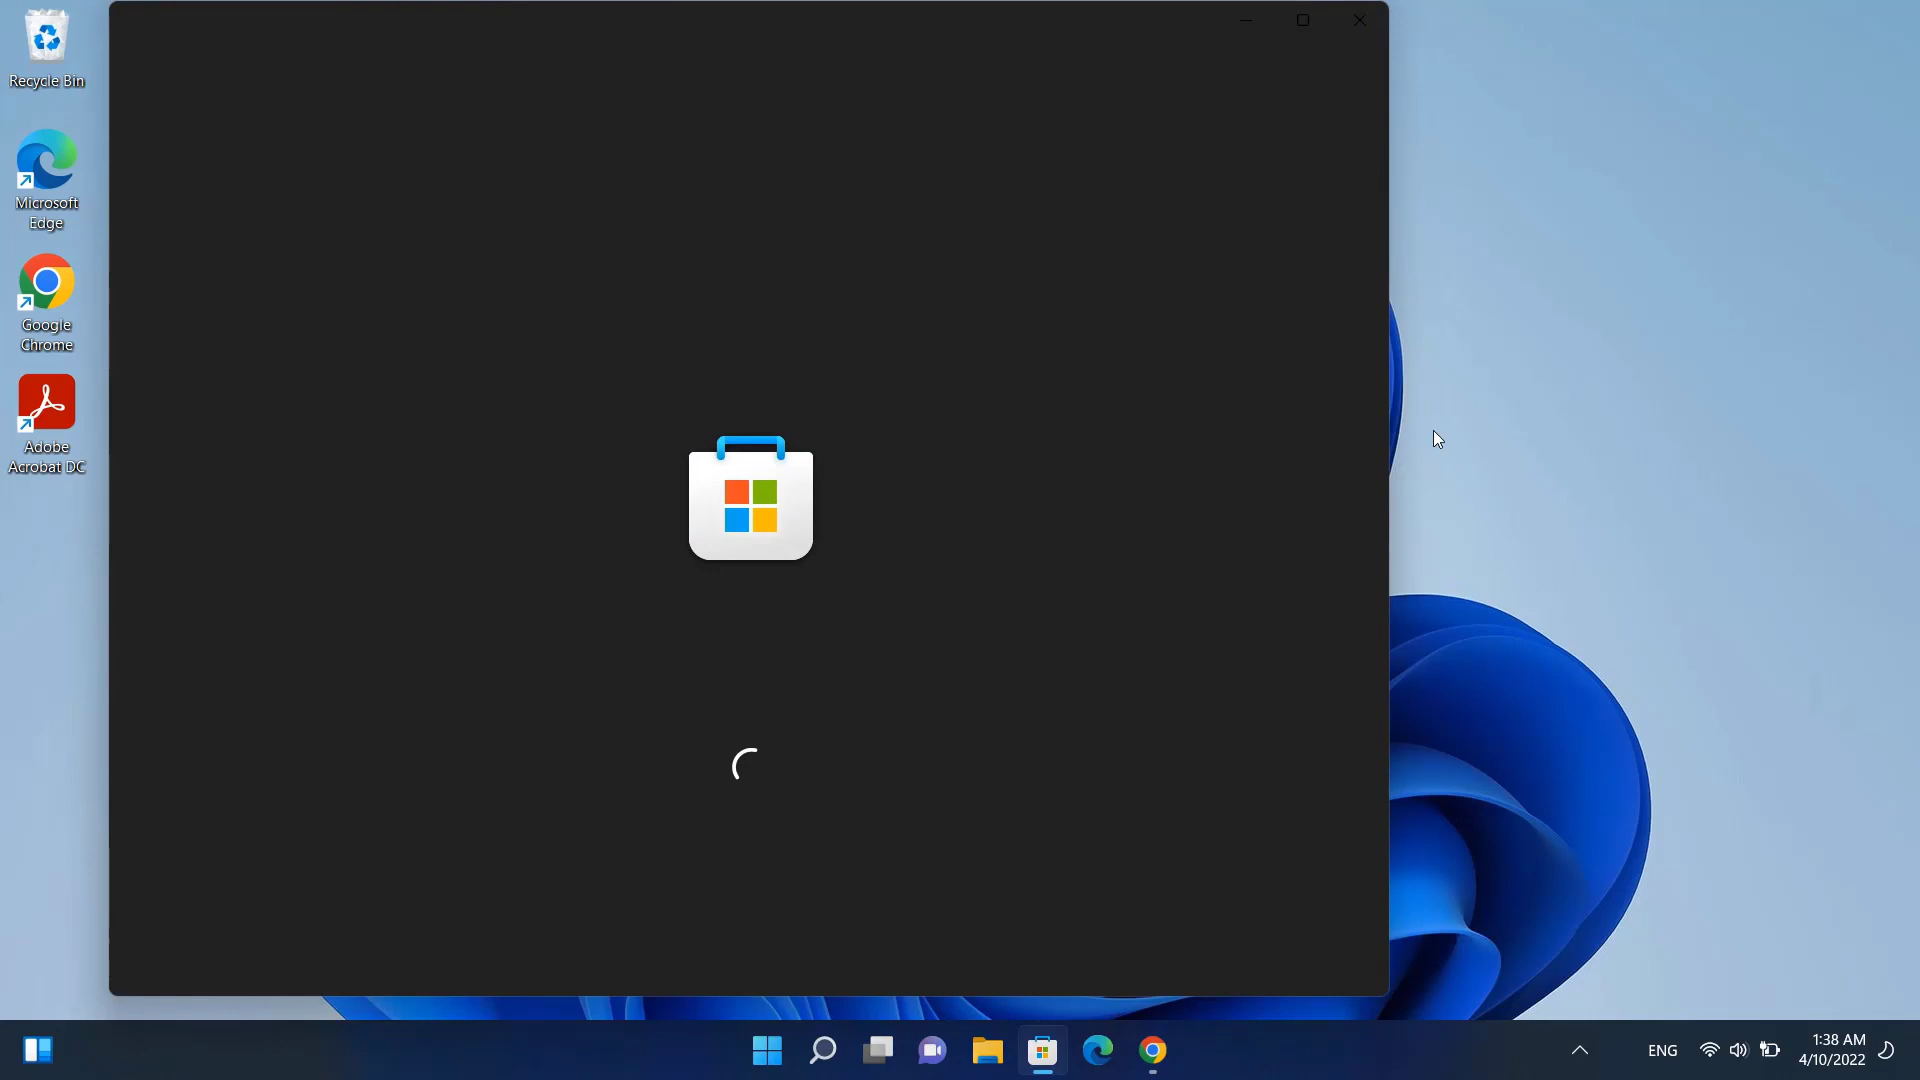 Recycle Bin
Microsoft
Edge
Google
Chrome
Adobe
Acrobat DC
ENG
1:38 AM
4/10/2022